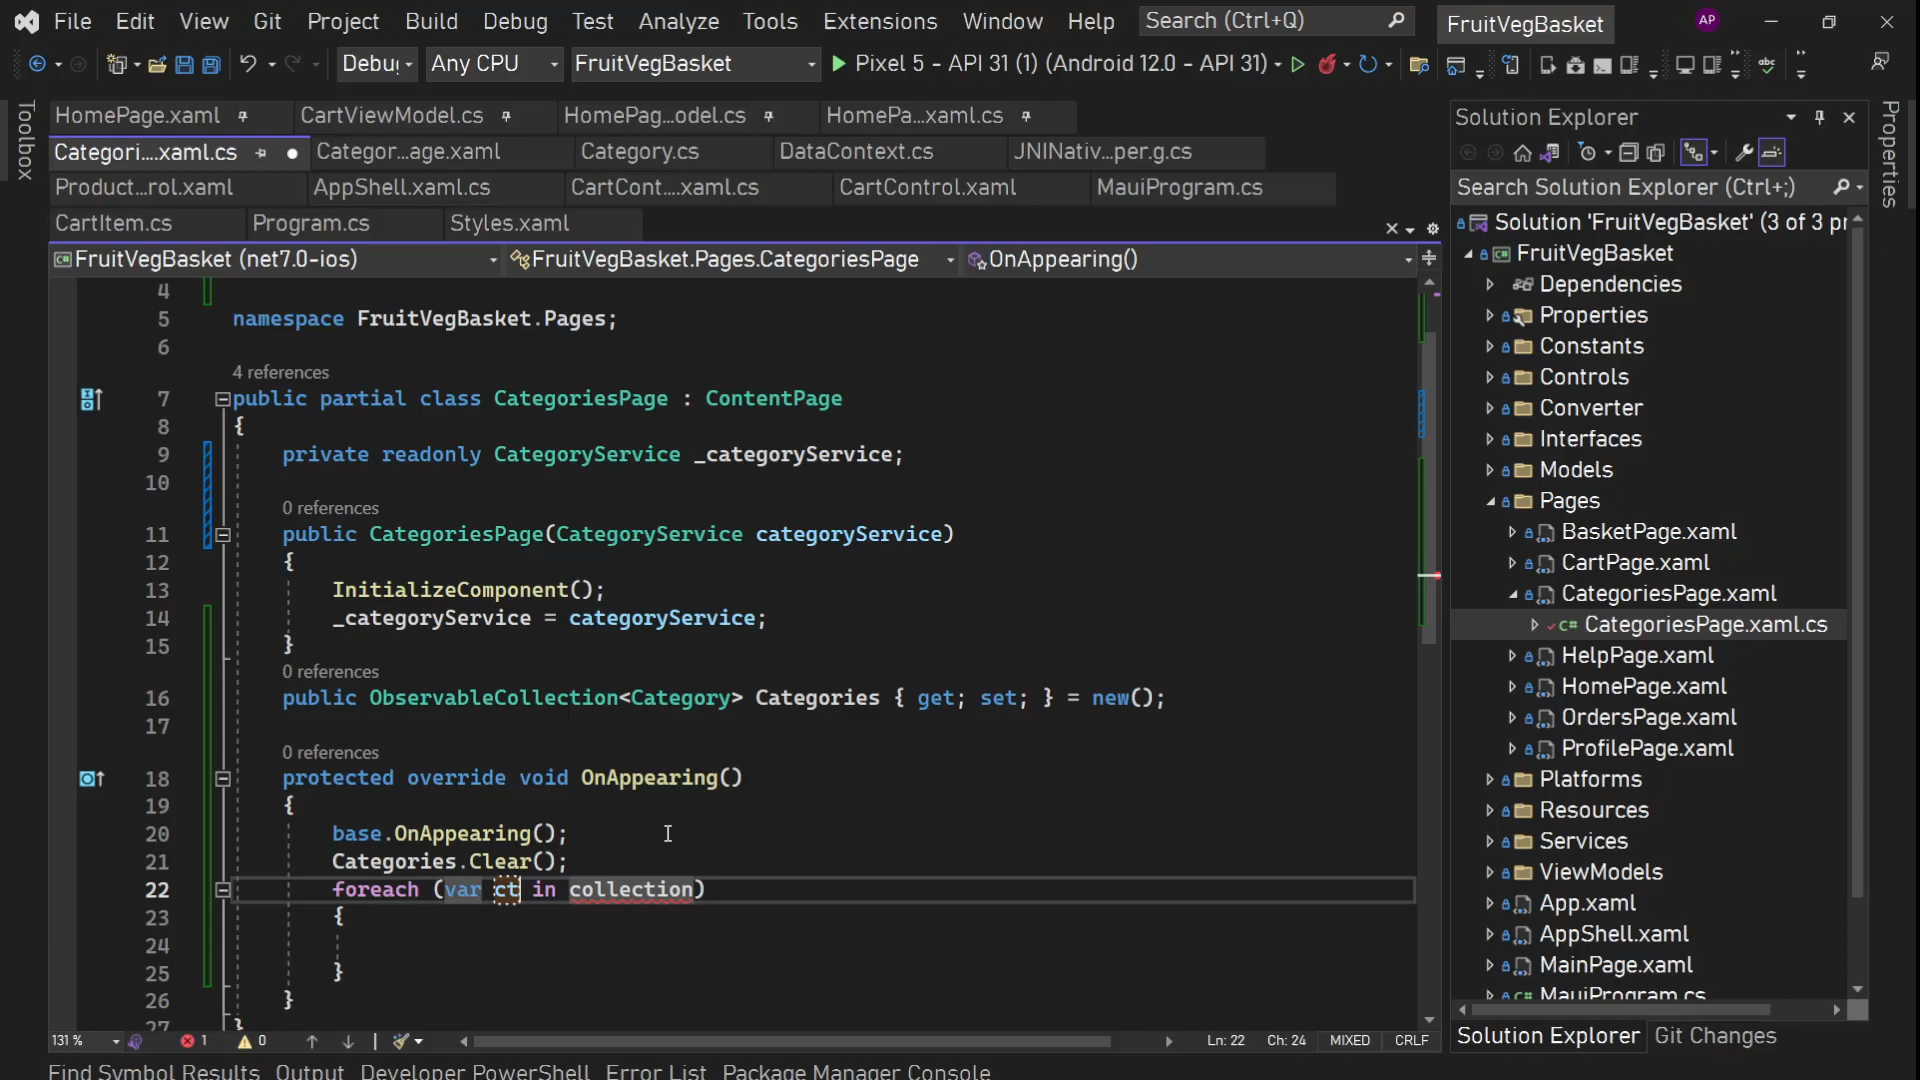 File Edit View Git Project Build Debug Test Analyze Tools Extensions Window Help Search (Ctrl+Q) FruitVegBasket AP
Debug Any CPU FruitVegBasket Pixel 5 - API 31 (1) (Android 12.0 - API 31)
HomePage.xaml CartViewModel.cs HomePag...odel.cs HomePa...xaml.cs
Categori....xaml.cs Categor...age.xaml Category.cs DataContext.cs JNINativ...per.g.cs
Product...rol.xaml AppShell.xaml.cs CartCont....xaml.cs CartControl.xaml MauiProgram.cs
CartItem.cs Program.cs Styles.xaml
Toolbox
FruitVegBasket (net7.0-ios) FruitVegBasket.Pages.CategoriesPage OnAppearing()
4
5 namespace FruitVegBasket.Pages;
6
4 references
7 public partial class CategoriesPage : ContentPage
8 {
9 private readonly CategoryService _categoryService;
10
0 references
11 public CategoriesPage(CategoryService categoryService)
12 {
13 InitializeComponent();
14 _categoryService = categoryService;
15 }
0 references
16 public ObservableCollection<Category> Categories { get; set; } = new();
17
0 references
18 protected override void OnAppearing()
19 {
20 base.OnAppearing();
21 Categories.Clear();
22 foreach (var ct in collection)
23 {
24
25 }
26 }
27 }
131 % 1 0 Ln: 22 Ch: 24 MIXED CRLF
Find Symbol Results Output Developer PowerShell Error List Package Manager Console
Solution Explorer
Search Solution Explorer (Ctrl+;)
Solution 'FruitVegBasket' (3 of 3 pr
FruitVegBasket
Dependencies
Properties
Constants
Controls
Converter
Interfaces
Models
Pages
BasketPage.xaml
CartPage.xaml
CategoriesPage.xaml
CategoriesPage.xaml.cs
HelpPage.xaml
HomePage.xaml
OrdersPage.xaml
ProfilePage.xaml
Platforms
Resources
Services
ViewModels
App.xaml
AppShell.xaml
MainPage.xaml
MauiProgram.cs
Solution Explorer Git Changes
Properties